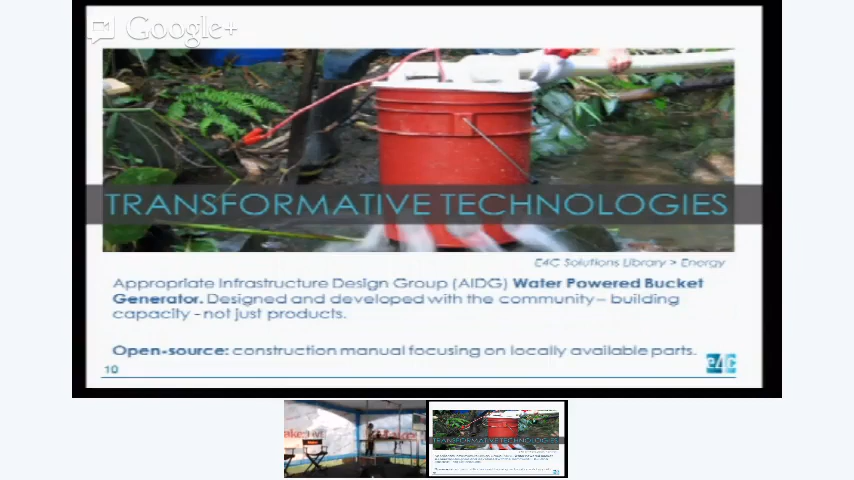 Google+
TRANSFORMATIVE TECHNOLOGIES
E4C Solutions Library > Energy
Appropriate Infrastructure Design Group (AIDG) Water Powered Bucket
Generator. Designed and developed with the community – building
capacity - not just products.
Open-source: construction manual focusing on locally available parts.
10
e4C